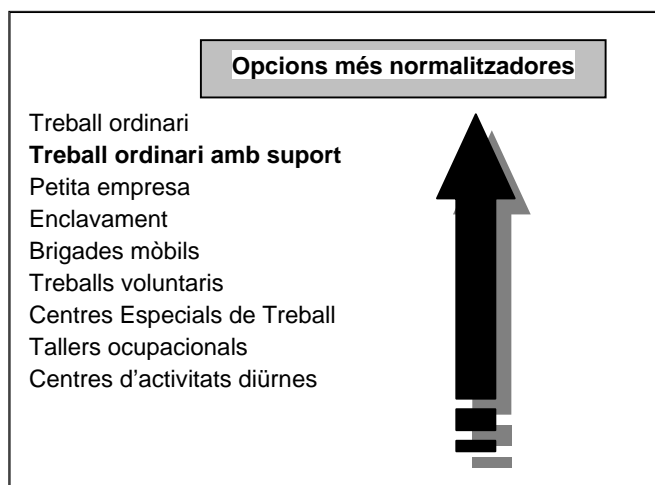 Opcions més normalitzadores
Treball ordinari
Treball ordinari amb suport
Petita empresa
Enclavament
Brigades mòbils
Treballs voluntaris
Centres Especials de Treball
Tallers ocupacionals
Centres d’activitats diürnes